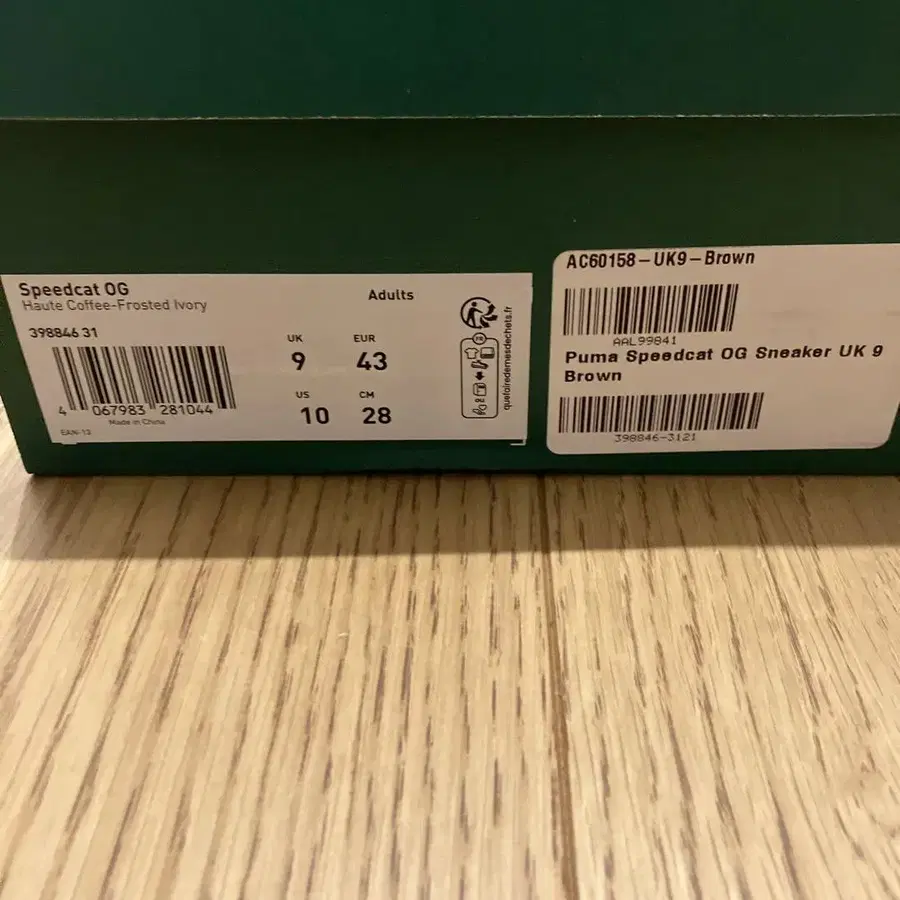 Speedcat OG
Haute Coffee-Frosted Ivory
Adults
398846 31
UK
EUR
9
43
US
CM
10
28
4 067983 281044
Made in China
EAN-13
FR
quefairedemesdechets.fr
AC60158-UK9-Brown
AAL99841
Puma Speedcat OG Sneaker UK 9
Brown
398846-3121